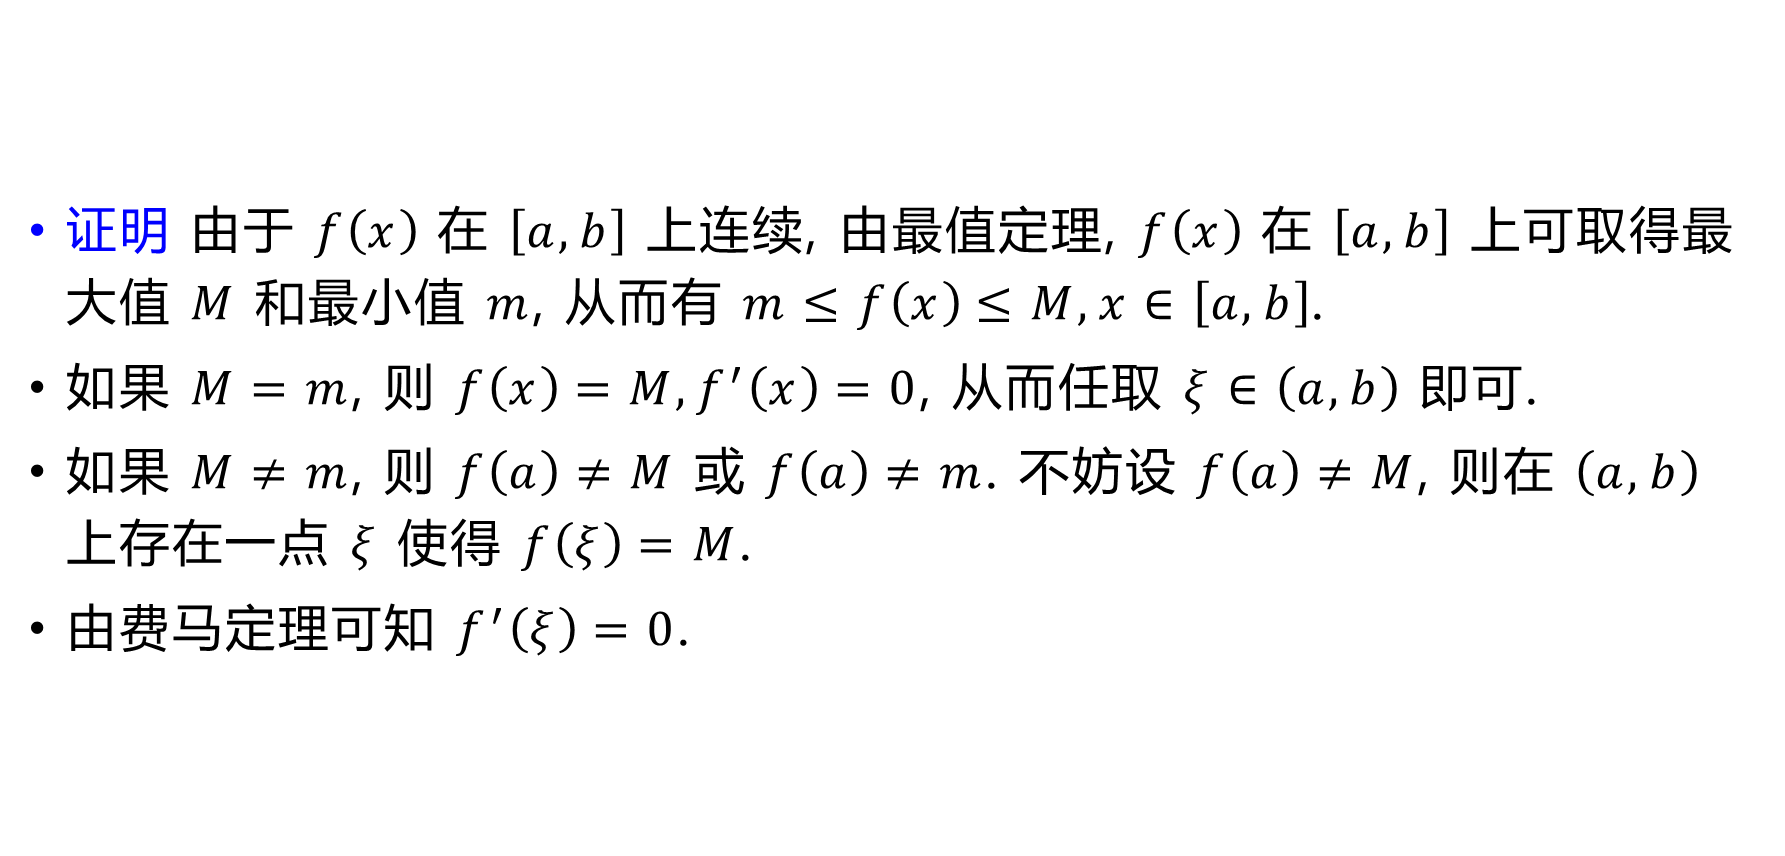 • 证明 由于 f(x) 在 [a,b] 上连续, 由最值定理, f(x) 在 [a,b] 上可取得最
大值 M 和最小值 m, 从而有 m ≤ f(x) ≤ M, x ∈ [a,b].
• 如果 M = m, 则 f(x) = M, f′(x) = 0, 从而任取 ξ ∈ (a,b) 即可.
• 如果 M ≠ m, 则 f(a) ≠ M 或 f(a) ≠ m. 不妨设 f(a) ≠ M, 则在 (a,b)
上存在一点 ξ 使得 f(ξ) = M.
• 由费马定理可知 f′(ξ) = 0.